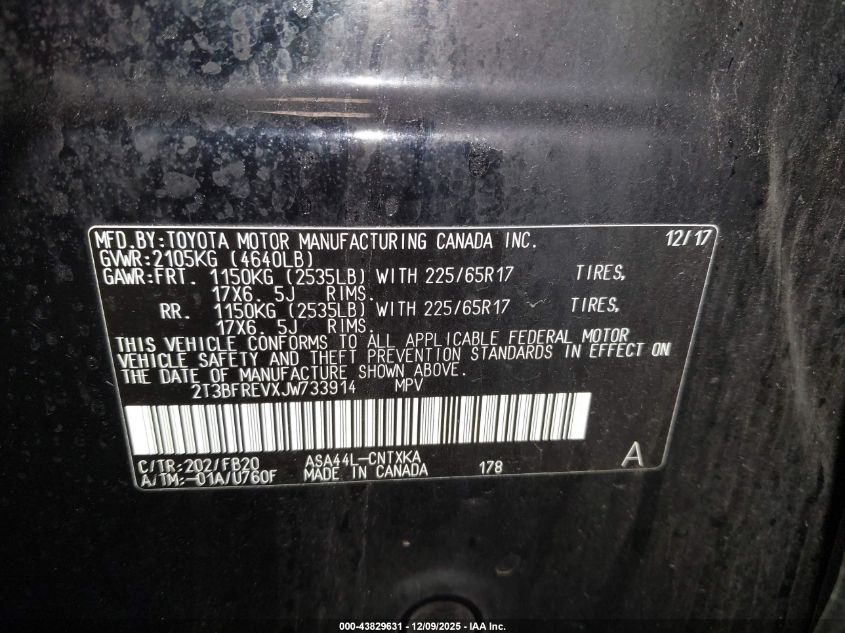 MFD.BY:TOYOTA MOTOR MANUFACTURING CANADA INC. 12/17
GVWR:2105KG (4640LB)
GAWR:FRT. 1150KG (2535LB) WITH 225/65R17 TIRES,
17X6. 5J RIMS.
RR. 1150KG (2535LB) WITH 225/65R17 TIRES,
17X6. 5J RIMS.
THIS VEHICLE CONFORMS TO ALL APPLICABLE FEDERAL MOTOR
VEHICLE SAFETY AND THEFT PREVENTION STANDARDS IN EFFECT ON
THE DATE OF MANUFACTURE SHOWN ABOVE.
2T3BFREVXJW733914 MPV
C/TR:202/FB20 ASA44L-CNTXKA
A/TM:-01A/U760F MADE IN CANADA 178 A
000-43829631 - 12/09/2025 - IAA Inc.